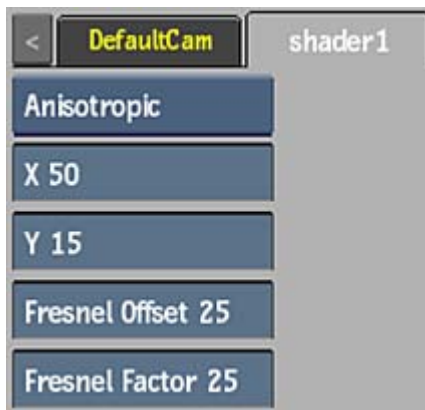 < DefaultCam shader1
Anisotropic
X 50
Y 15
Fresnel Offset 25
Fresnel Factor 25